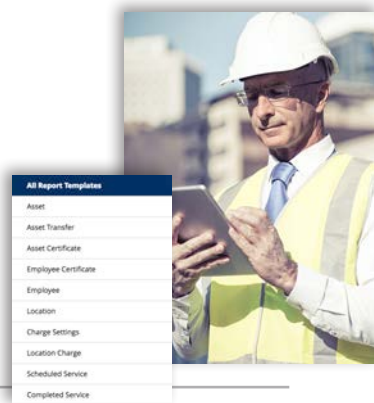 All Report Templates
Asset
Asset Transfer
Asset Certificate
Employee Certificate
Employee
Location
Charge Settings
Location Charge
Scheduled Service
Completed Service